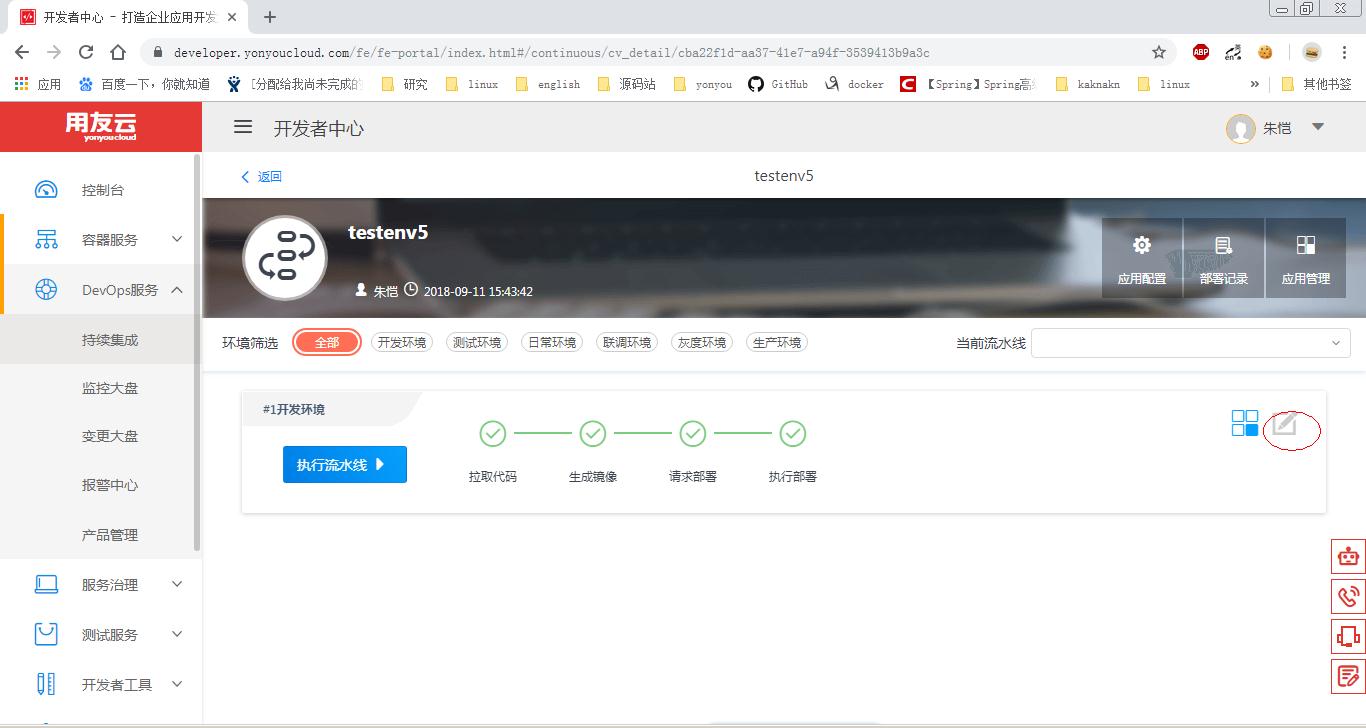 开发者中心 - 打造企业应用开发
developer.yonyoucloud.com/fe/fe-portal/index.html#/continuous/cv_detail/cba22f1d-aa37-41e7-a94f-3539413b9a3c
ABP
en
应用 百度一下，你就知道 [分配给我尚未完成的 研究 linux english 源码站 yonyou GitHub docker 【Spring】Spring高 kaknakn linux » 其他书签
用友云
yonyoucloud
开发者中心
朱恺
返回
testenv5
控制台
容器服务
DevOps服务
持续集成
监控大盘
变更大盘
报警中心
产品管理
服务治理
测试服务
开发者工具
testenv5
朱恺 2018-09-11 15:43:42
应用配置 部署记录 应用管理
环境筛选 全部 开发环境 测试环境 日常环境 联调环境 灰度环境 生产环境 当前流水线
#1开发环境
执行流水线
拉取代码 生成镜像 请求部署 执行部署